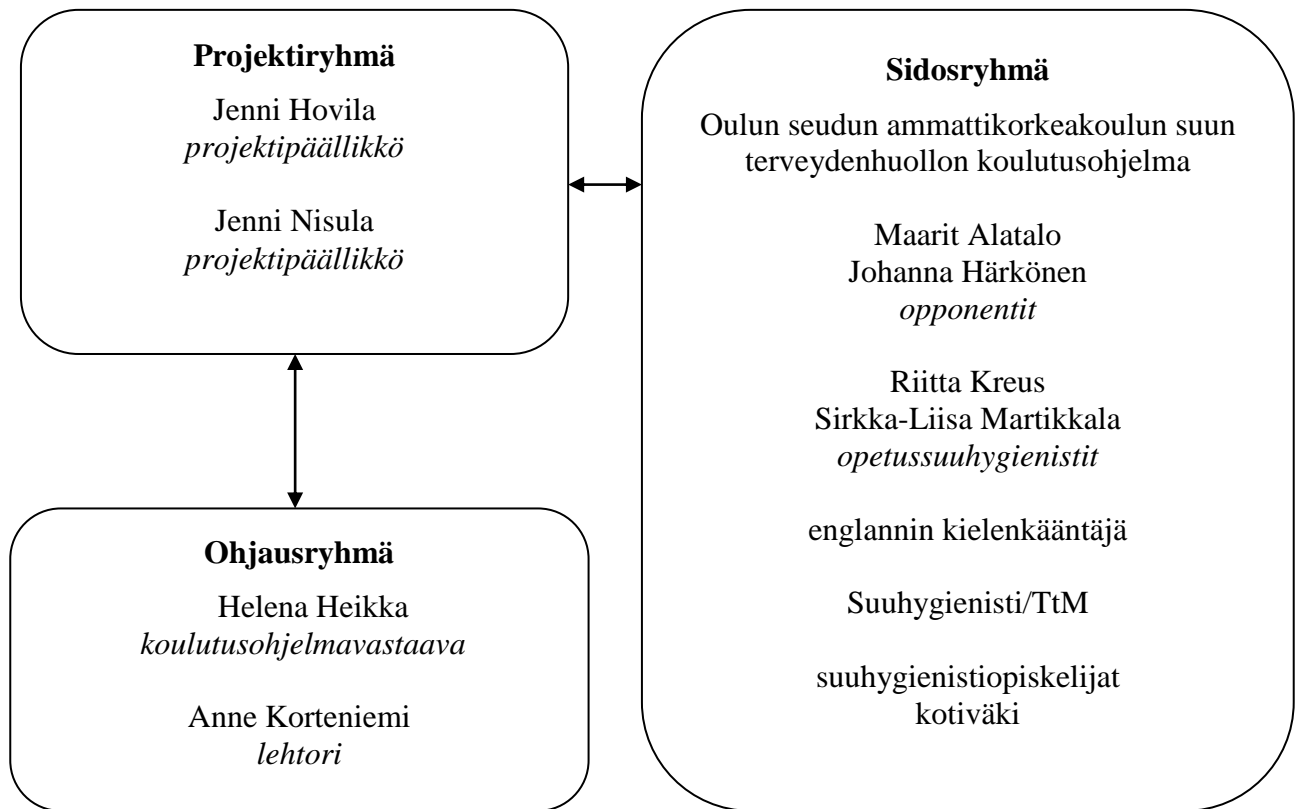 Projektiryhmä
Jenni Hovila
projektipäällikkö
Jenni Nisula
projektipäällikkö
Ohjausryhmä
Helena Heikka
koulutusohjelmavastaava
Anne Korteniemi
lehtori
Sidosryhmä
Oulun seudun ammattikorkeakoulun suun
terveydenhuollon koulutusohjelma
Maarit Alatalo
Johanna Härkönen
opponentit
Riitta Kreus
Sirkka-Liisa Martikkala
opetussuuhygienistit
englannin kielenkääntäjä
Suuhygienisti/TtM
suuhygienistiopiskelijat
kotiväki